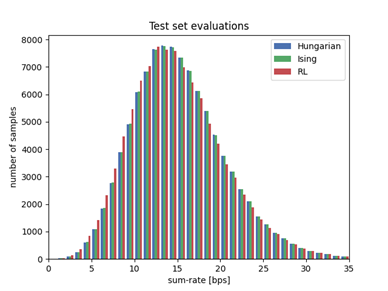 Test set evaluations
8000
7000
6000
5000
4000
3000
2000
1000
0
number of samples
Hungarian
Ising
RL
0 5 10 15 20 25 30 35
sum-rate [bps]